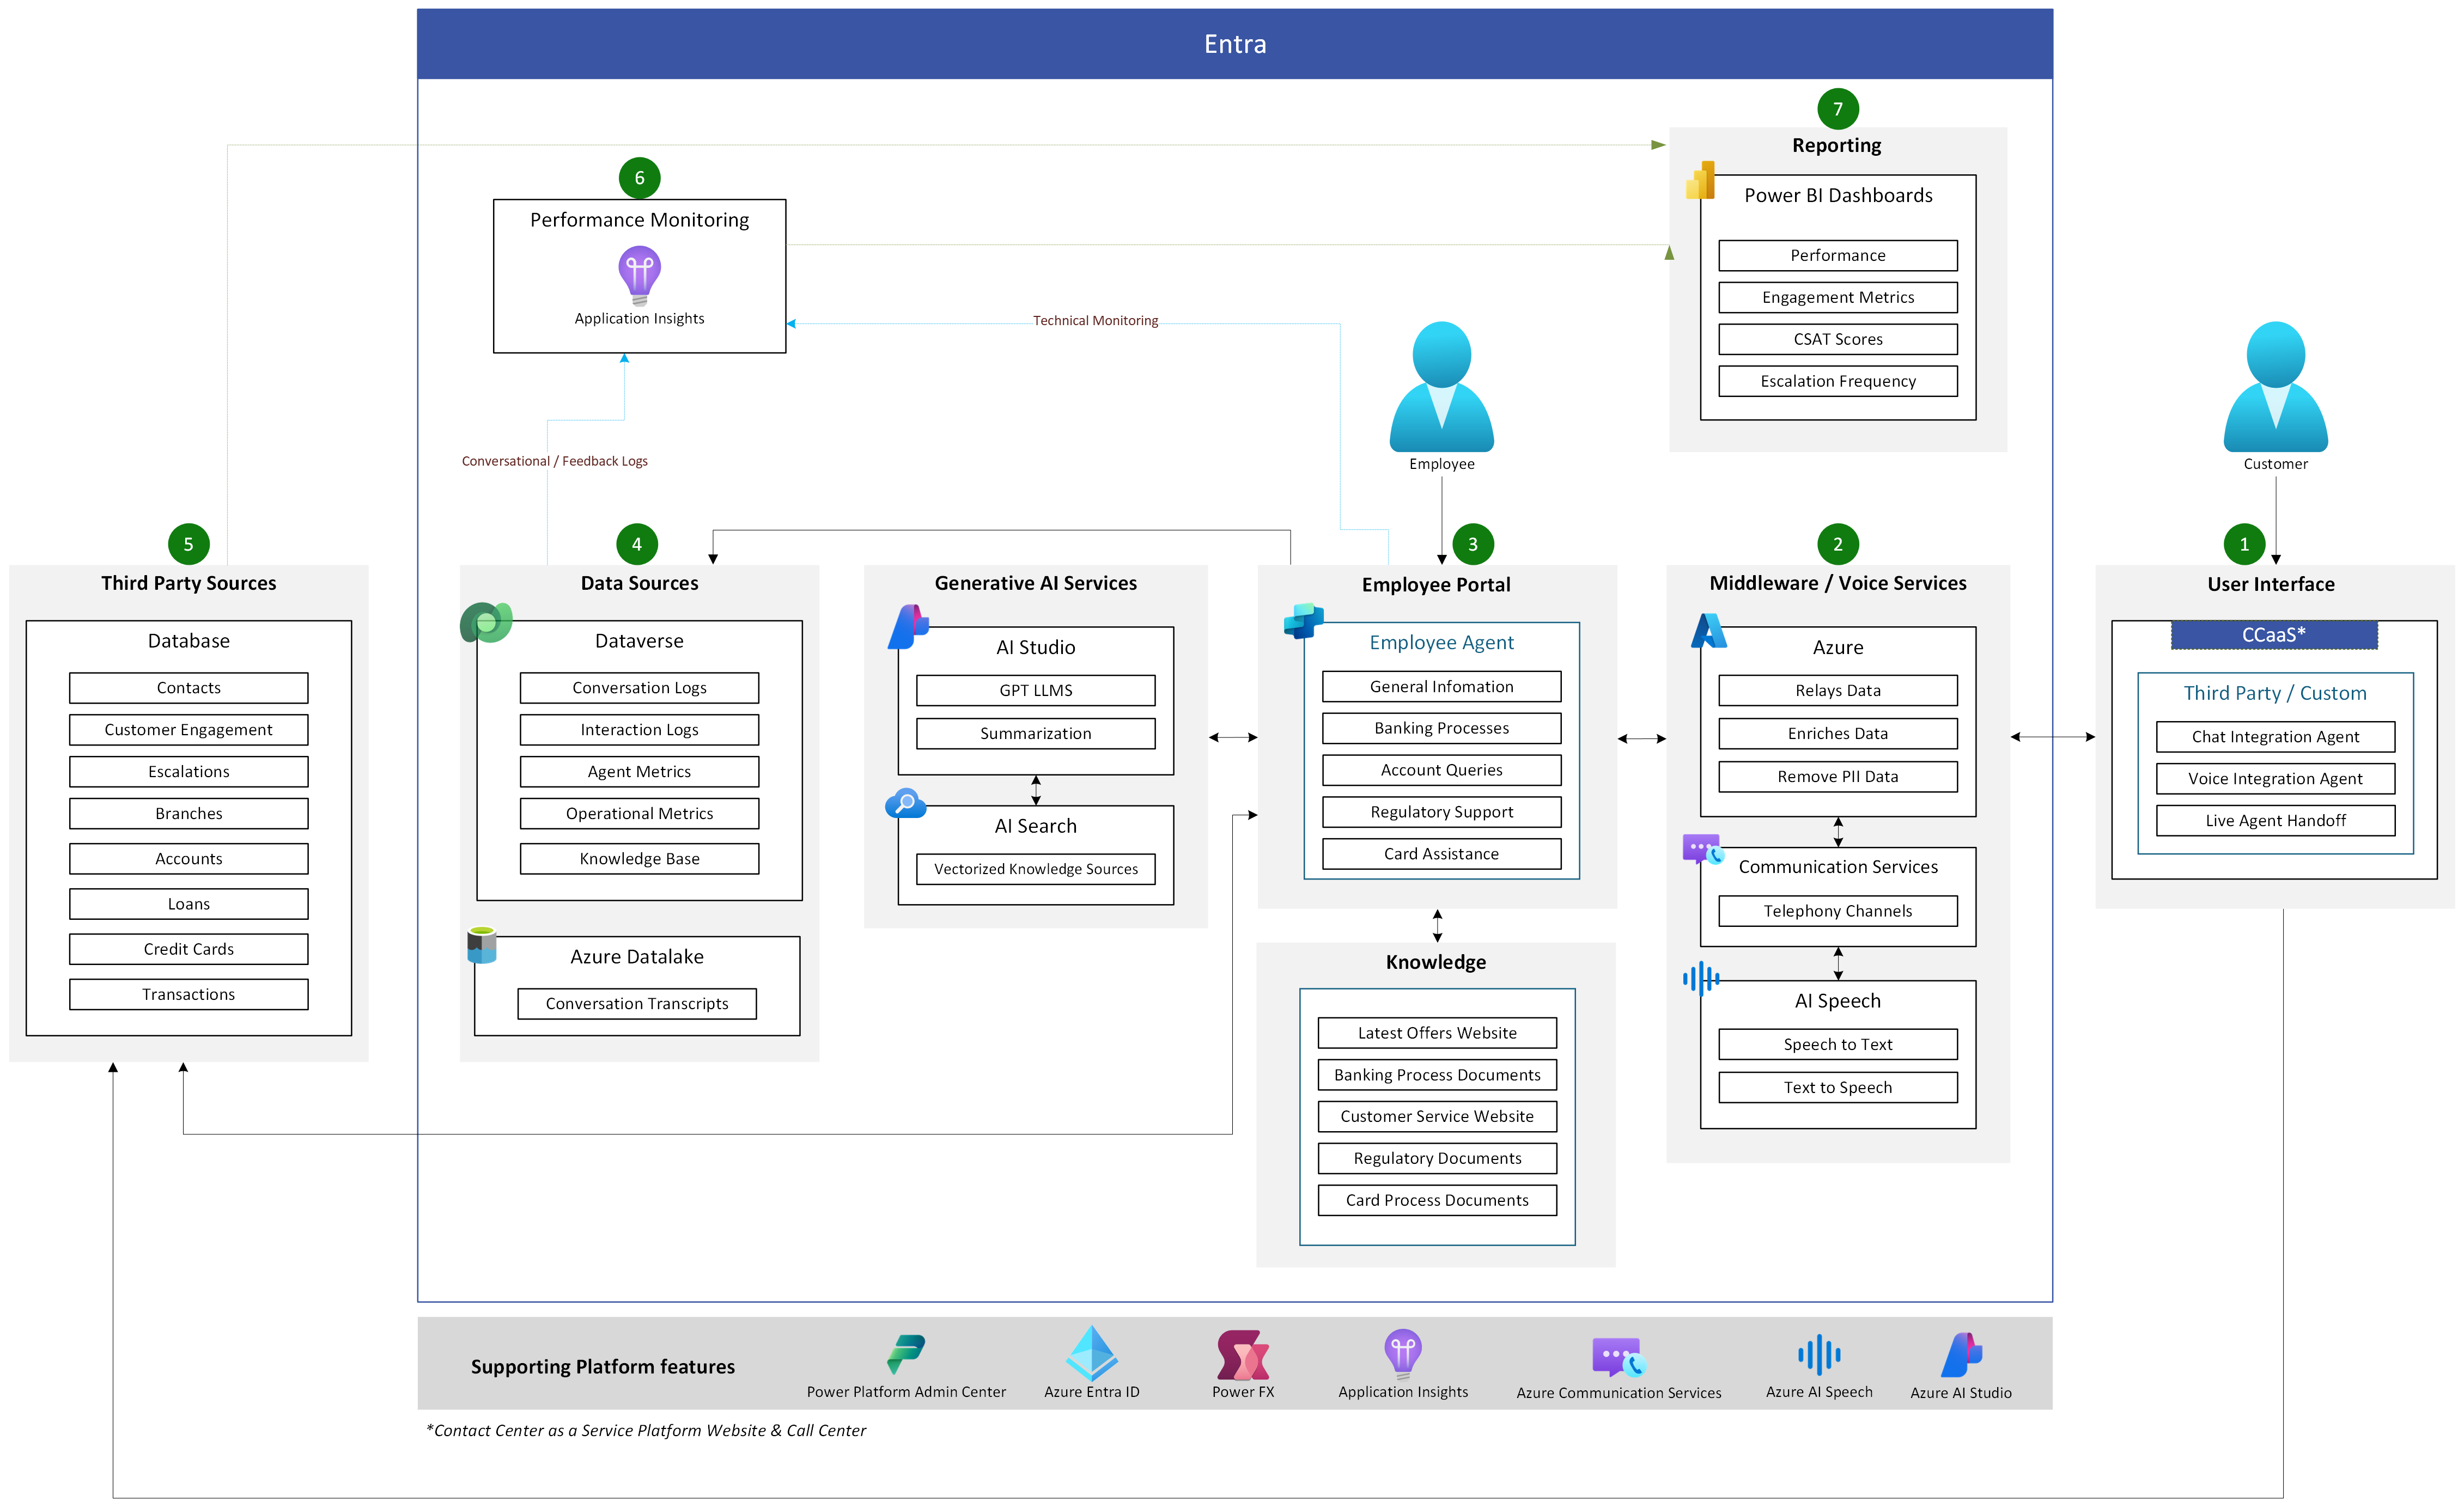 Entra
7
Reporting
Power BI Dashboards
Performance
Engagement Metrics
CSAT Scores
Escalation Frequency
6
Performance Monitoring
Application Insights
Technical Monitoring
Conversational / Feedback Logs
Employee
Customer
5
Third Party Sources
Database
Contacts
Customer Engagement
Escalations
Branches
Accounts
Loans
Credit Cards
Transactions
4
Data Sources
Dataverse
Conversation Logs
Interaction Logs
Agent Metrics
Operational Metrics
Knowledge Base
Azure Datalake
Conversation Transcripts
Generative AI Services
AI Studio
GPT LLMS
Summarization
AI Search
Vectorized Knowledge Sources
3
Employee Portal
Employee Agent
General Infomation
Banking Processes
Account Queries
Regulatory Support
Card Assistance
Knowledge
Latest Offers Website
Banking Process Documents
Customer Service Website
Regulatory Documents
Card Process Documents
2
Middleware / Voice Services
Azure
Relays Data
Enriches Data
Remove PII Data
Communication Services
Telephony Channels
AI Speech
Speech to Text
Text to Speech
1
User Interface
CCaaS*
Third Party / Custom
Chat Integration Agent
Voice Integration Agent
Live Agent Handoff
Supporting Platform features
Power Platform Admin Center
Azure Entra ID
Power FX
Application Insights
Azure Communication Services
Azure AI Speech
Azure AI Studio
*Contact Center as a Service Platform Website & Call Center